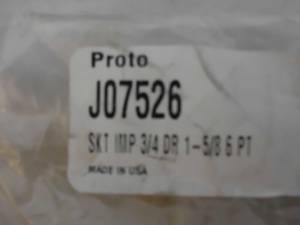 Proto
J07526
SKT IMP 3/4 DR 1-5/8 6 PT
MADE IN USA